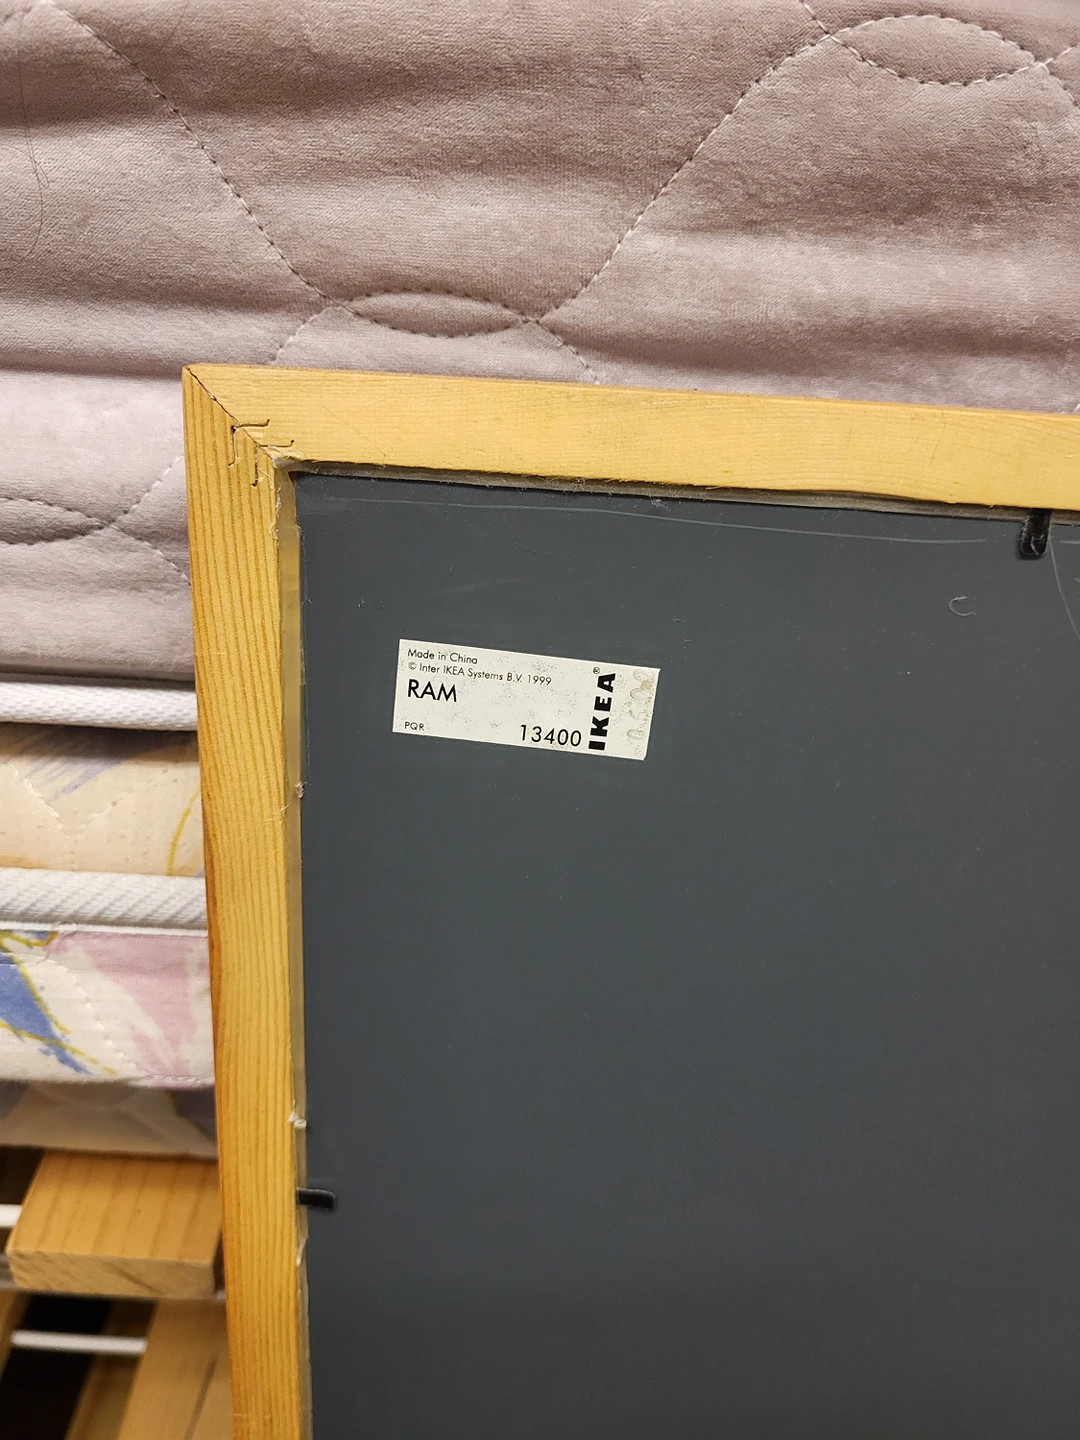 Made in China
© Inter IKEA Systems B.V. 1999
RAM
PQR
13400
IKEA®